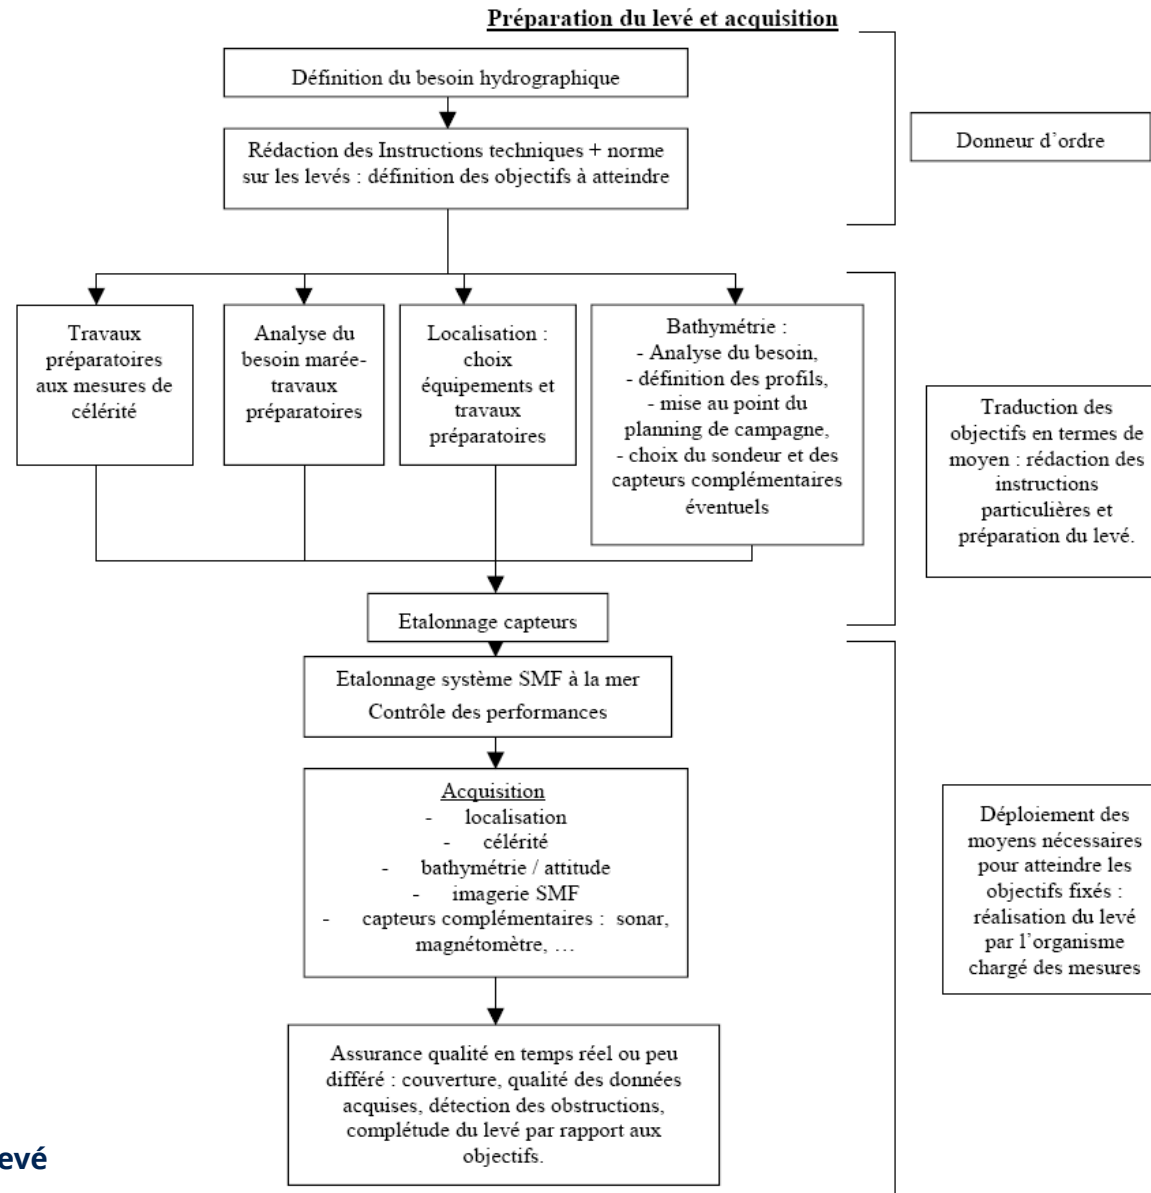 Préparation du levé et acquisition
Définition du besoin hydrographique
Rédaction des Instructions techniques + norme
sur les levés : définition des objectifs à atteindre
Donneur d’ordre
Travaux
préparatoires
aux mesures de
célérité
Analyse du
besoin marée-
travaux
préparatoires
Localisation :
choix
équipements et
travaux
préparatoires
Bathymétrie :
- Analyse du besoin,
- définition des profils,
- mise au point du
planning de campagne,
- choix du sondeur et des
capteurs complémentaires
éventuels
Traduction des
objectifs en termes de
moyen : rédaction des
instructions
particulières et
préparation du levé.
Etalonnage capteurs
Etalonnage système SMF à la mer
Contrôle des performances
Acquisition
- localisation
- célérité
- bathymétrie / attitude
- imagerie SMF
- capteurs complémentaires : sonar,
magnétomètre, …
Déploiement des
moyens nécessaires
pour atteindre les
objectifs fixés :
réalisation du levé
par l’organisme
chargé des mesures
Assurance qualité en temps réel ou peu
différé : couverture, qualité des données
acquises, détection des obstructions,
complétude du levé par rapport aux
objectifs.
evé